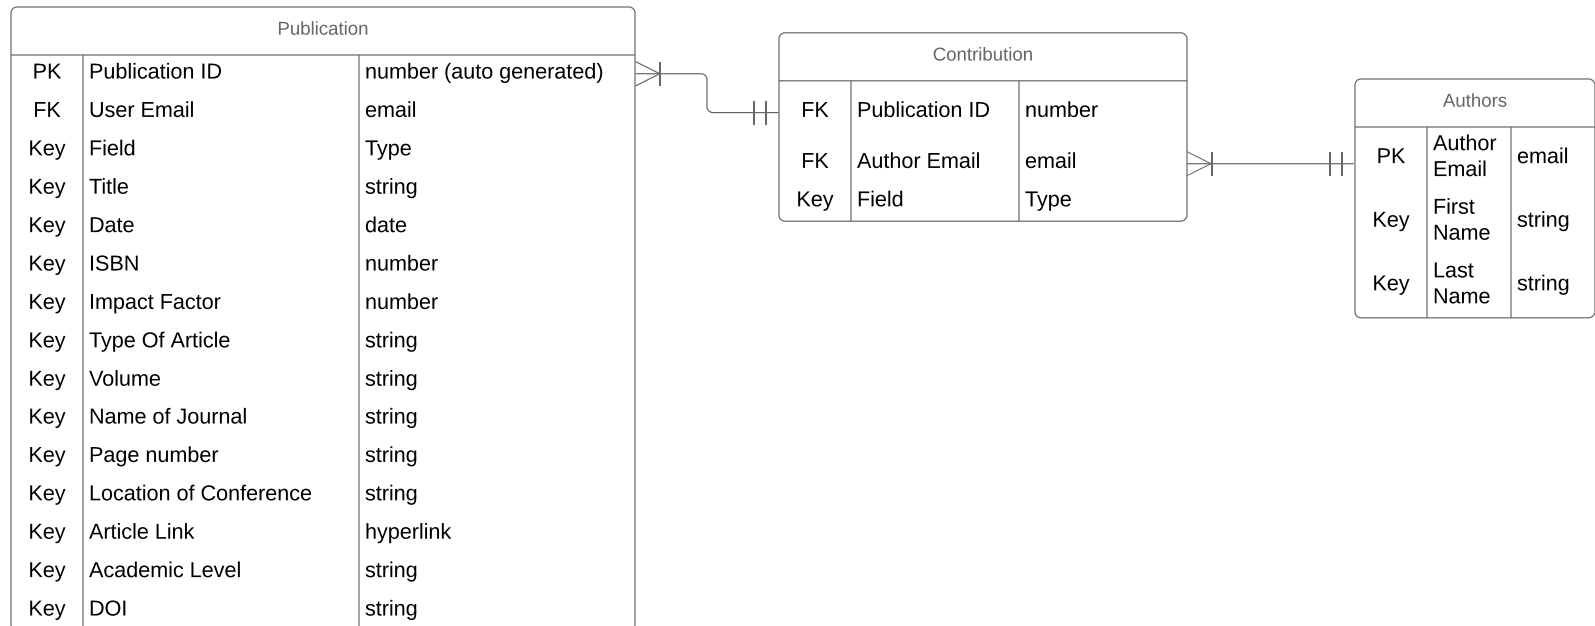 Publication
PK Publication ID number (auto generated)
FK User Email email
Key Field Type
Key Title string
Key Date date
Key ISBN number
Key Impact Factor number
Key Type Of Article string
Key Volume string
Key Name of Journal string
Key Page number string
Key Location of Conference string
Key Article Link hyperlink
Key Academic Level string
Key DOI string
Contribution
FK Publication ID number
FK Author Email email
Key Field Type
Authors
PK Author Email email
Key First Name string
Key Last Name string